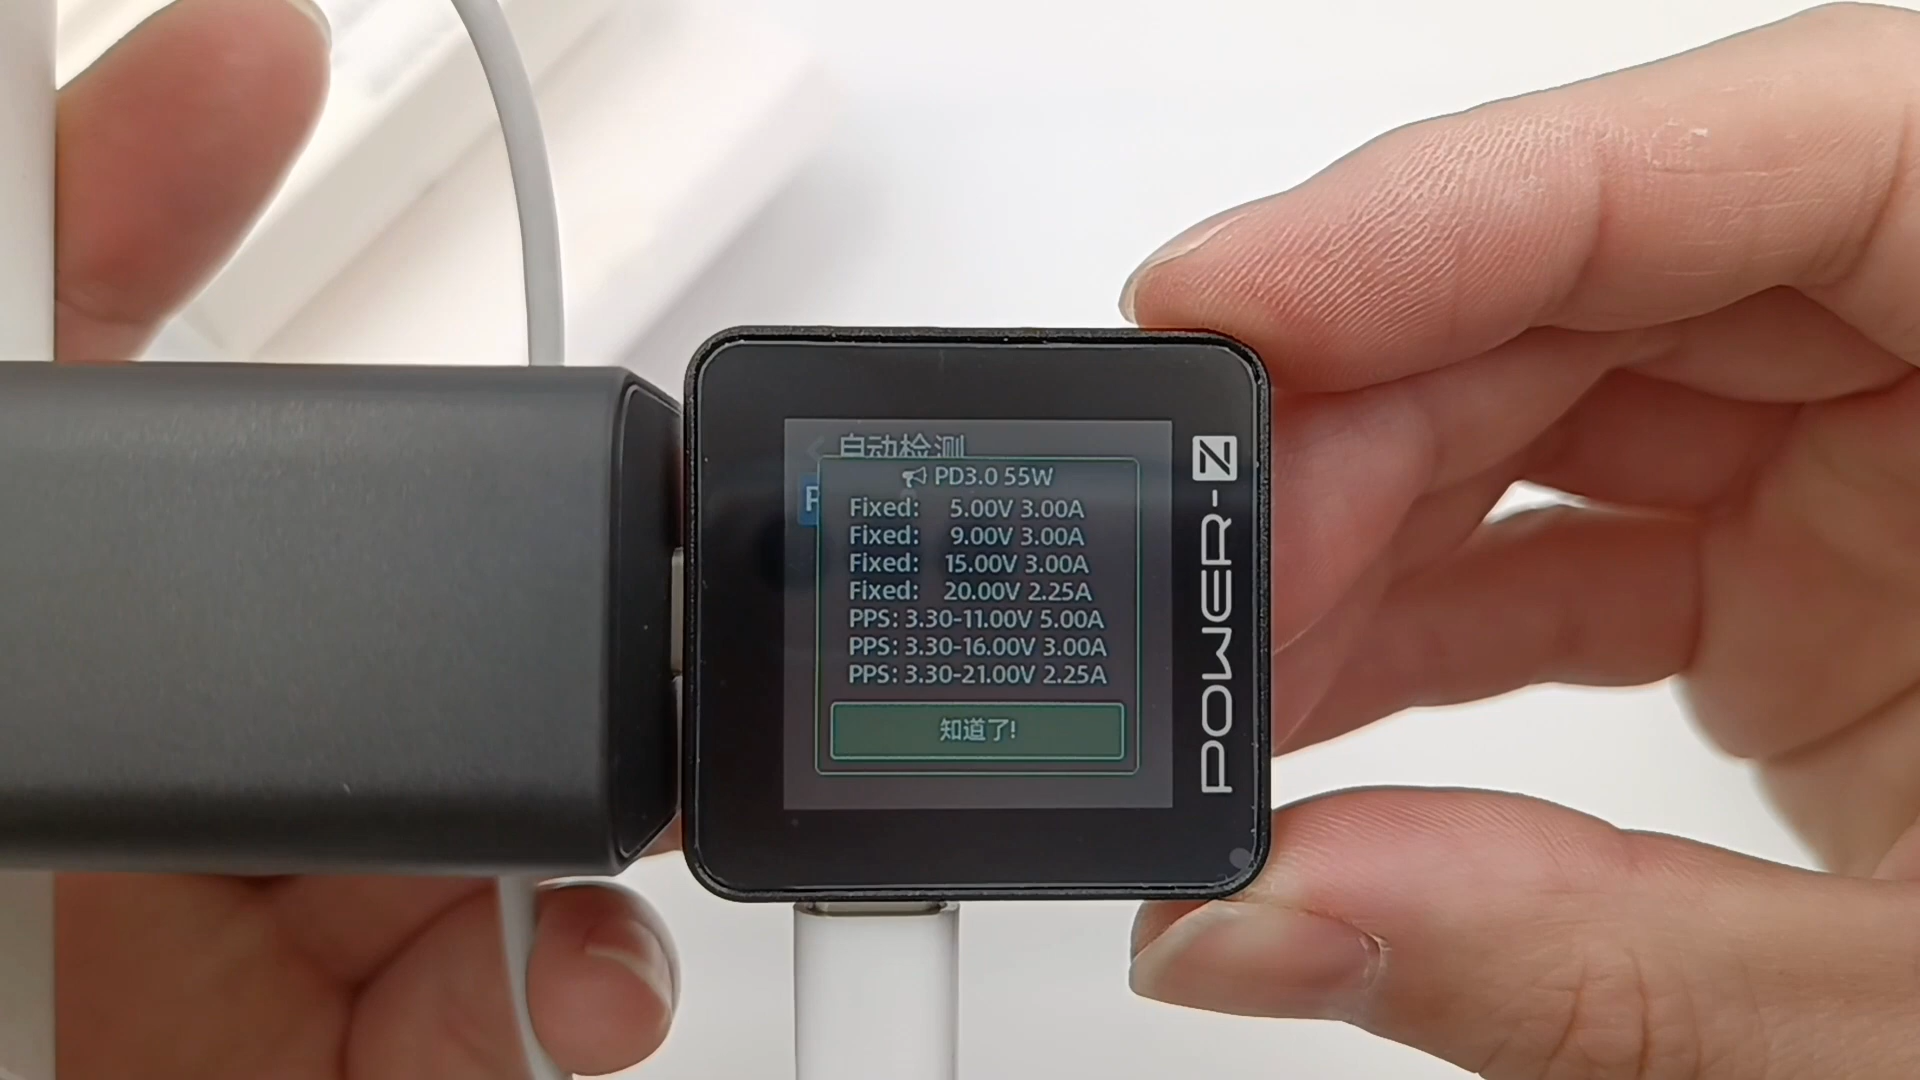 自动检测
PD3.0 55W
Fixed: 5.00V 3.00A
Fixed: 9.00V 3.00A
Fixed: 15.00V 3.00A
Fixed: 20.00V 2.25A
PPS: 3.30-11.00V 5.00A
PPS: 3.30-16.00V 3.00A
PPS: 3.30-21.00V 2.25A
知道了!
POWER-Z